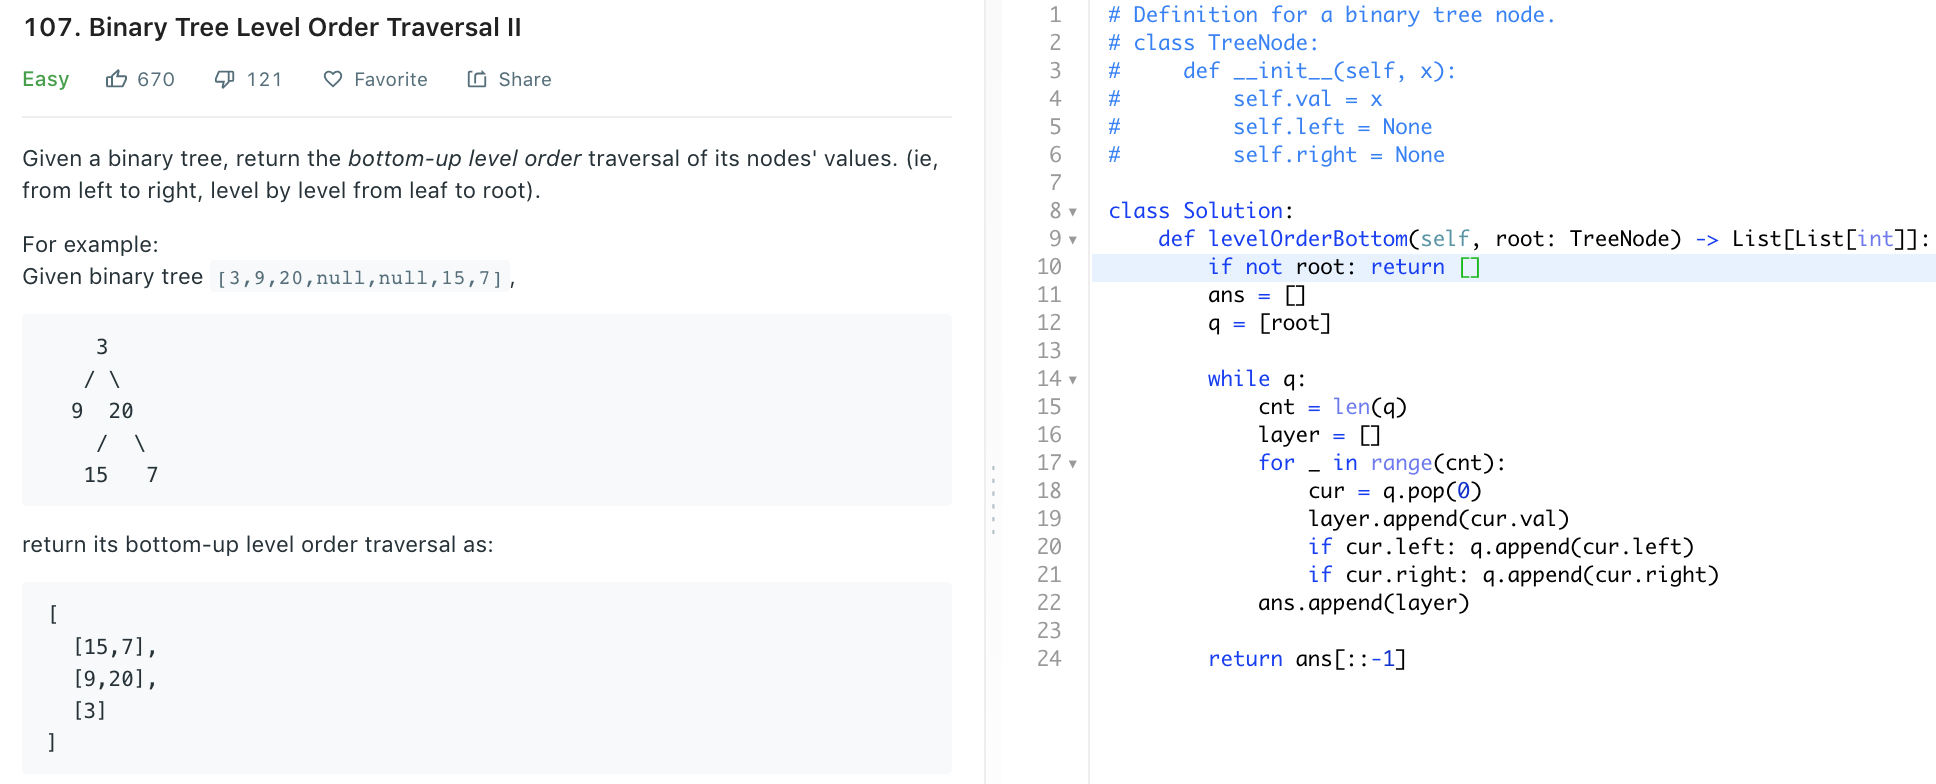 107. Binary Tree Level Order Traversal II
Easy 670 121 Favorite Share
Given a binary tree, return the bottom-up level order traversal of its nodes' values. (ie,
from left to right, level by level from leaf to root).
For example:
Given binary tree [3,9,20,null,null,15,7],
    3
   / \
  9  20
    /  \
   15   7
return its bottom-up level order traversal as:
[
  [15,7],
  [9,20],
  [3]
]
1 # Definition for a binary tree node.
2 # class TreeNode:
3 #     def __init__(self, x):
4 #         self.val = x
5 #         self.left = None
6 #         self.right = None
7
8 class Solution:
9     def levelOrderBottom(self, root: TreeNode) -> List[List[int]]:
10         if not root: return []
11         ans = []
12         q = [root]
13
14         while q:
15             cnt = len(q)
16             layer = []
17             for _ in range(cnt):
18                 cur = q.pop(0)
19                 layer.append(cur.val)
20                 if cur.left: q.append(cur.left)
21                 if cur.right: q.append(cur.right)
22             ans.append(layer)
23
24         return ans[::-1]